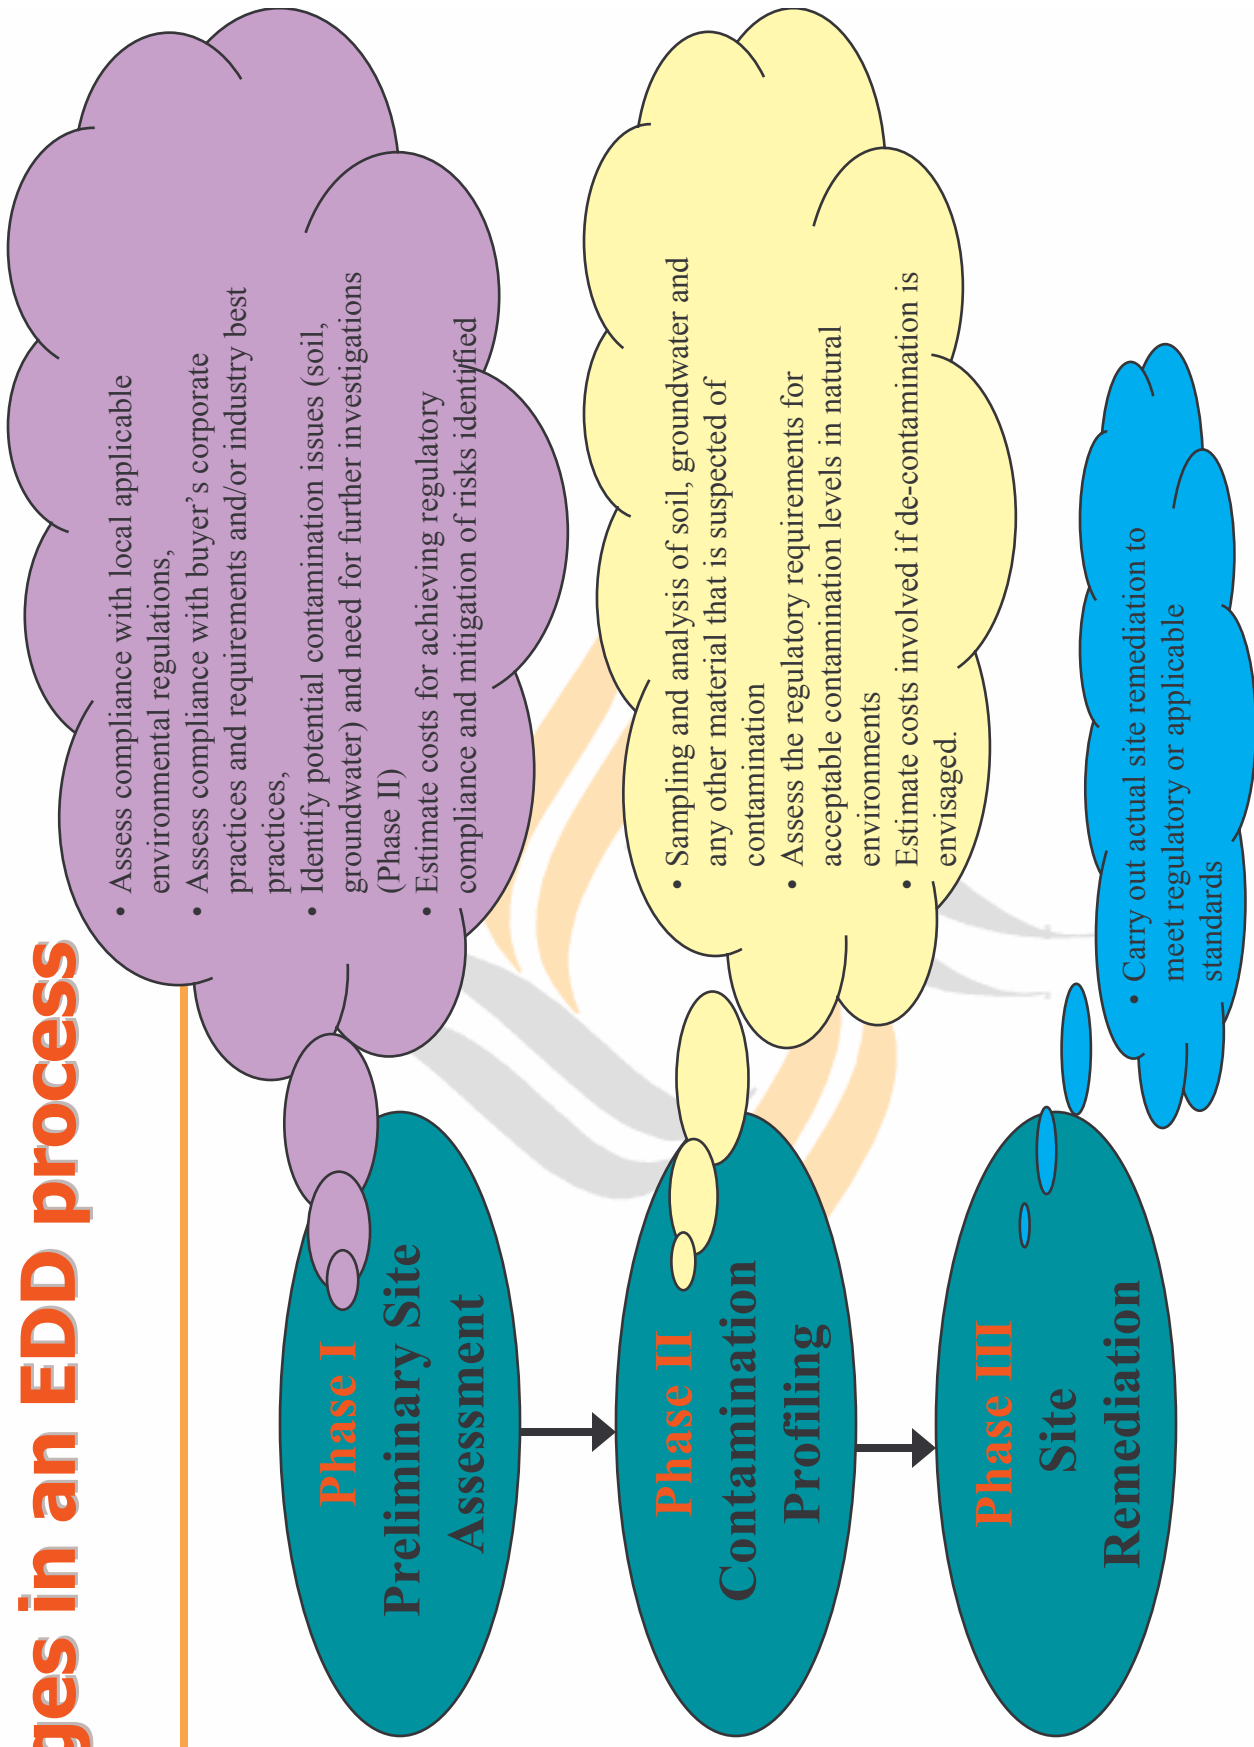 ges in an EDD process
Phase I
Preliminary Site
Assessment
• Assess compliance with local applicable
environmental regulations,
• Assess compliance with buyer’s corporate
practices and requirements and/or industry best
practices,
• Identify potential contamination issues (soil,
groundwater) and need for further investigations
(Phase II)
• Estimate costs for achieving regulatory
compliance and mitigation of risks identified
Phase II
Contamination
Profiling
• Sampling and analysis of soil, groundwater and
any other material that is suspected of
contamination
• Assess the regulatory requirements for
acceptable contamination levels in natural
environments
• Estimate costs involved if de-contamination is
envisaged.
Phase III
Site
Remediation
• Carry out actual site remediation to
meet regulatory or applicable
standards